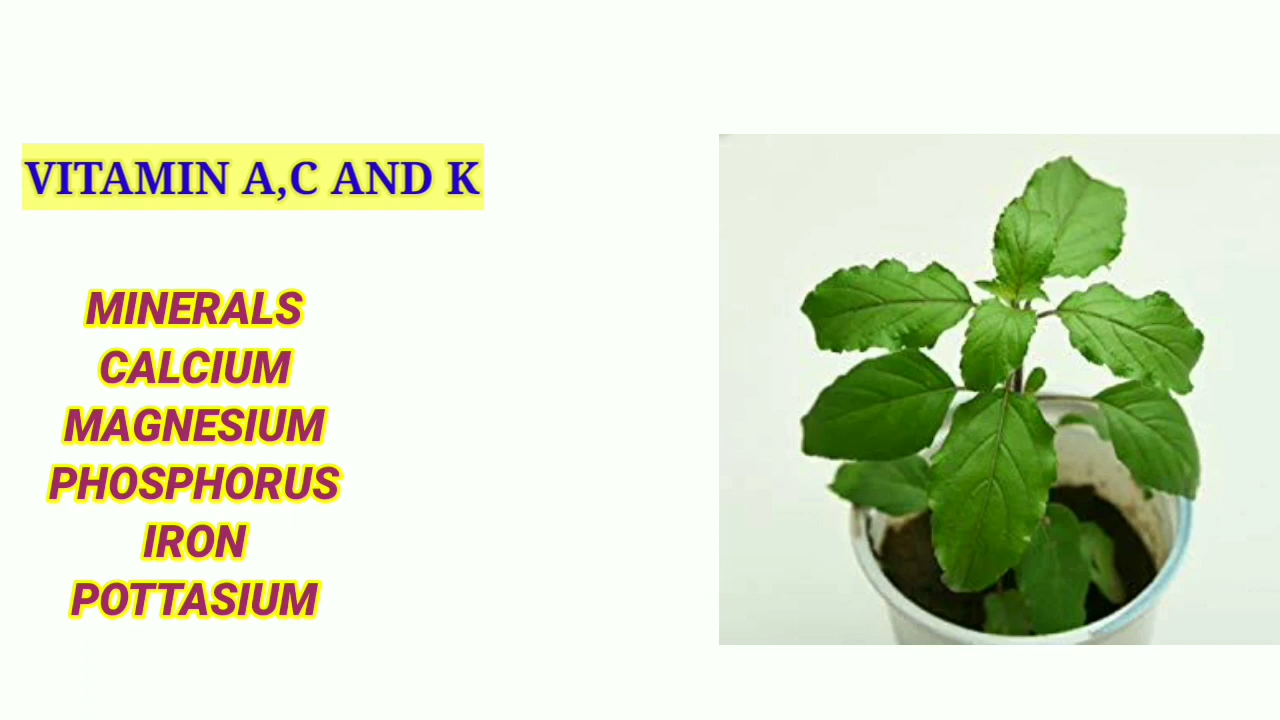 VITAMIN A,C AND K
MINERALS
CALCIUM
MAGNESIUM
PHOSPHORUS
IRON
POTTASIUM